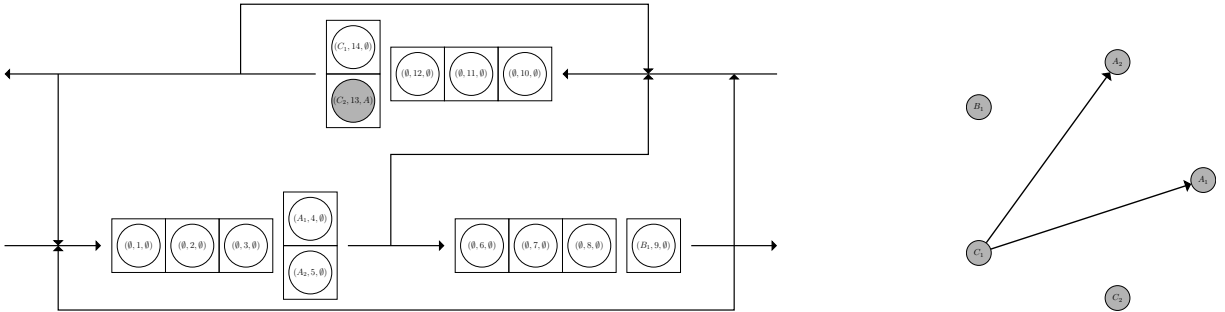 (C₁, 14, ∅)
(∅, 12, ∅) (∅, 11, ∅) (∅, 10, ∅)
(C₂, 13, A)
(A₁, 4, ∅)
(∅, 1, ∅) (∅, 2, ∅) (∅, 3, ∅)
(A₂, 5, ∅)
(∅, 6, ∅) (∅, 7, ∅) (∅, 8, ∅) (B₁, 9, ∅)
A₂
B₁
A₁
C₁
C₂